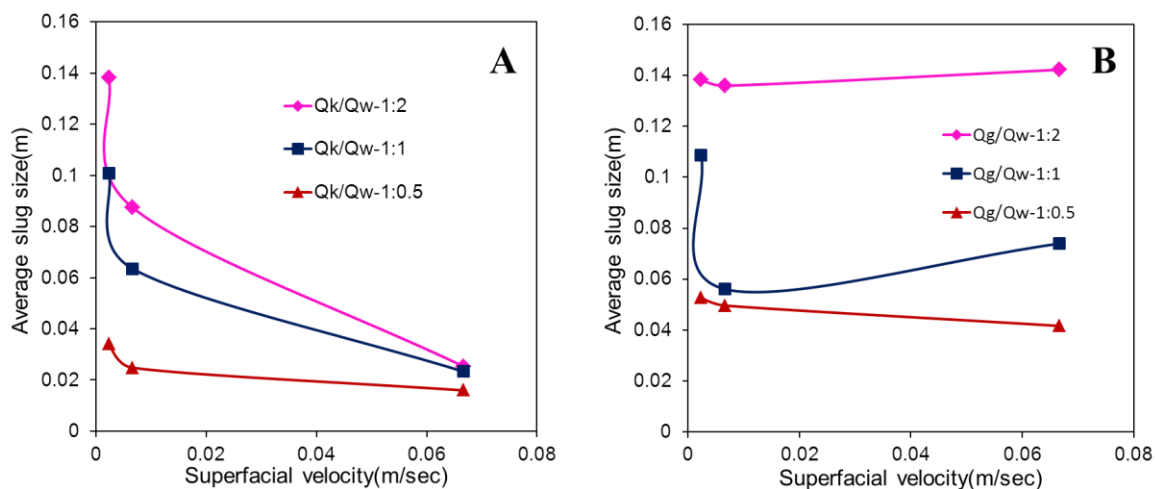 A
0.16
0.14
0.12
0.1
0.08
0.06
0.04
0.02
0
Average slug size(m)
Qk/Qw-1:2
Qk/Qw-1:1
Qk/Qw-1:0.5
0
0.02
0.04
0.06
0.08
Superfacial velocity(m/sec)
B
0.16
0.14
0.12
0.1
0.08
0.06
0.04
0.02
0
Average slug size(m)
Qg/Qw-1:2
Qg/Qw-1:1
Qg/Qw-1:0.5
0
0.02
0.04
0.06
0.08
Superfacial velocity(m/sec)